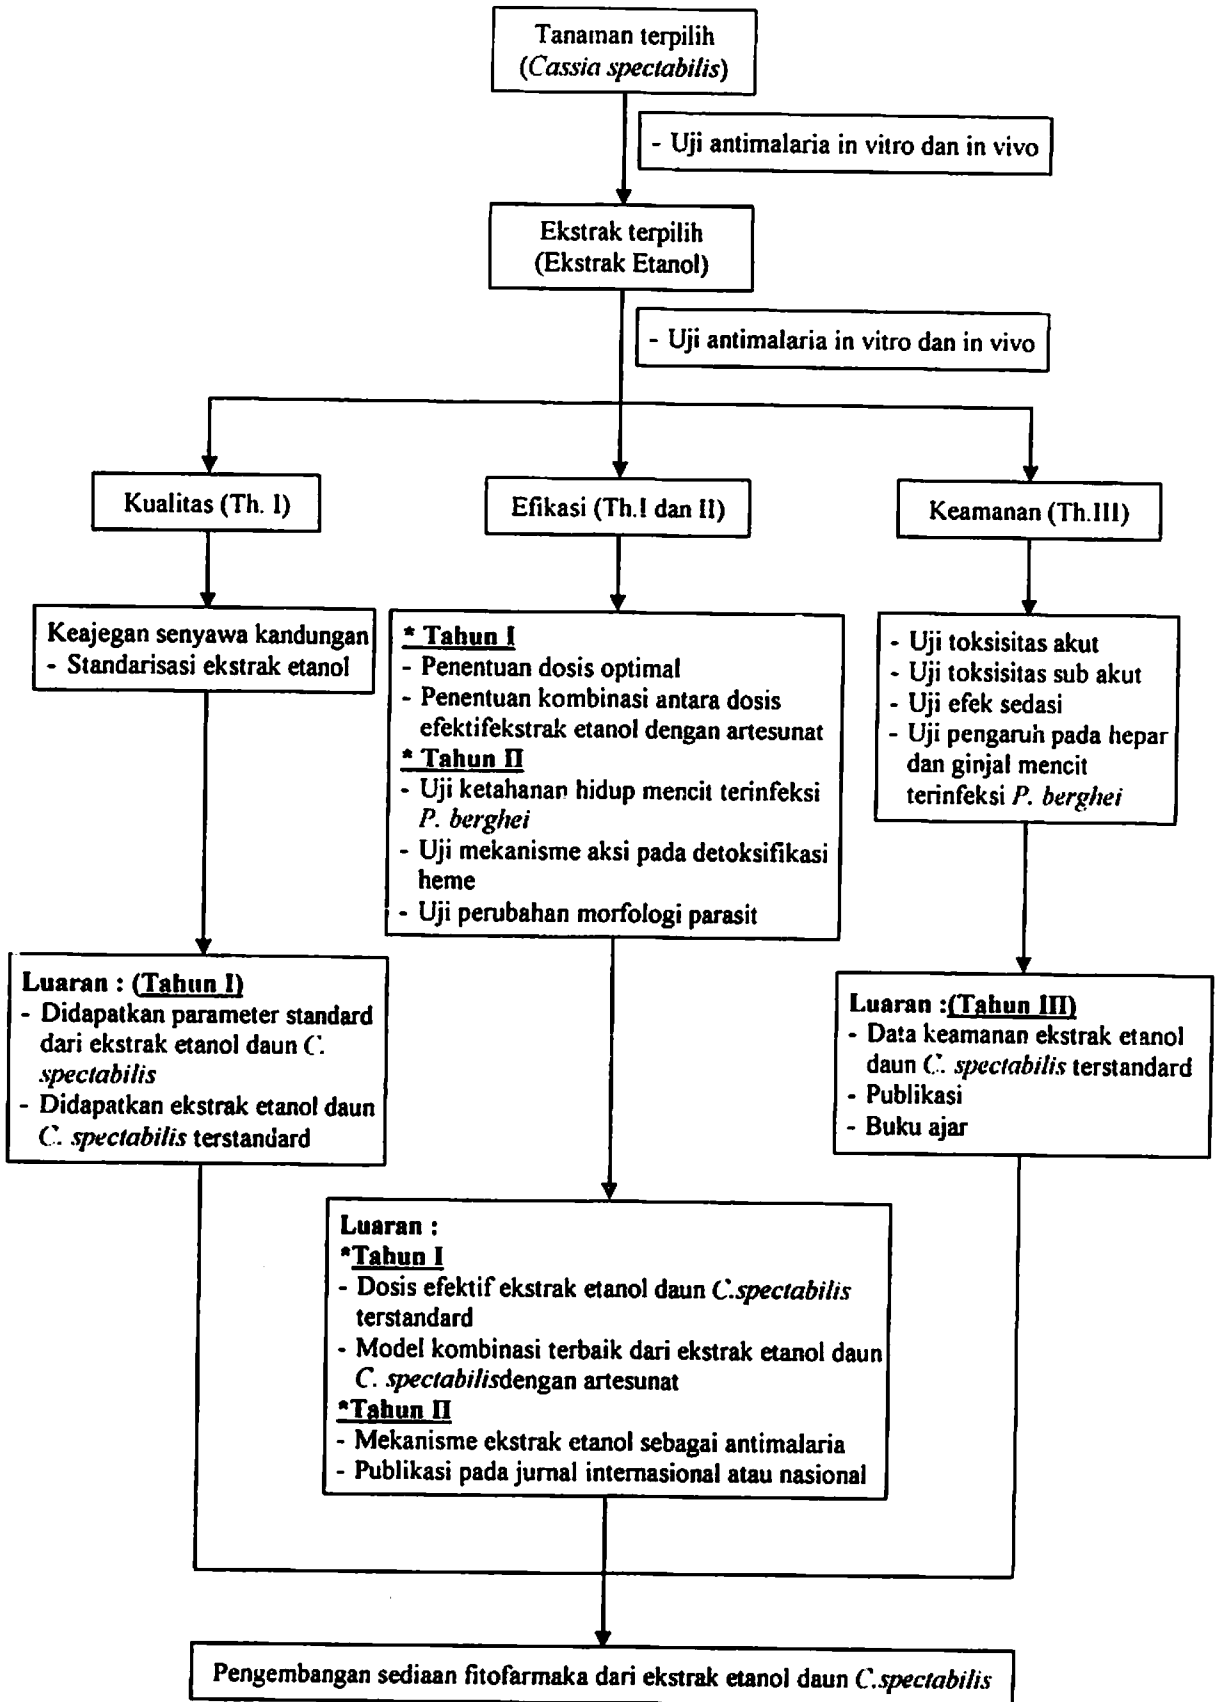 Tanaman terpilih
(Cassia spectabilis)
- Uji antimalaria in vitro dan in vivo
Ekstrak terpilih
(Ekstrak Etanol)
- Uji antimalaria in vitro dan in vivo
Kualitas (Th. I)
Efikasi (Th.I dan II)
Keamanan (Th.III)
Keajegan senyawa kandungan
- Standarisasi ekstrak etanol
* Tahun I
- Penentuan dosis optimal
- Penentuan kombinasi antara dosis
efektifekstrak etanol dengan artesunat
* Tahun II
- Uji ketahanan hidup mencit terinfeksi
P. berghei
- Uji mekanisme aksi pada detoksifikasi
heme
- Uji perubahan morfologi parasit
- Uji toksisitas akut
- Uji toksisitas sub akut
- Uji efek sedasi
- Uji pengaruh pada hepar
dan ginjal mencit
terinfeksi P. berghei
Luaran : (Tahun I)
- Didapatkan parameter standard
dari ekstrak etanol daun C.
spectabilis
- Didapatkan ekstrak etanol daun
C. spectabilis terstandard
Luaran :(Tahun III)
- Data keamanan ekstrak etanol
daun C. spectabilis terstandard
- Publikasi
- Buku ajar
Luaran :
*Tahun I
- Dosis efektif ekstrak etanol daun C.spectabilis
terstandard
- Model kombinasi terbaik dari ekstrak etanol daun
C. spectabilisdengan artesunat
*Tahun II
- Mekanisme ekstrak etanol sebagai antimalaria
- Publikasi pada jurnal internasional atau nasional
Pengembangan sediaan fitofarmaka dari ekstrak etanol daun C.spectabilis